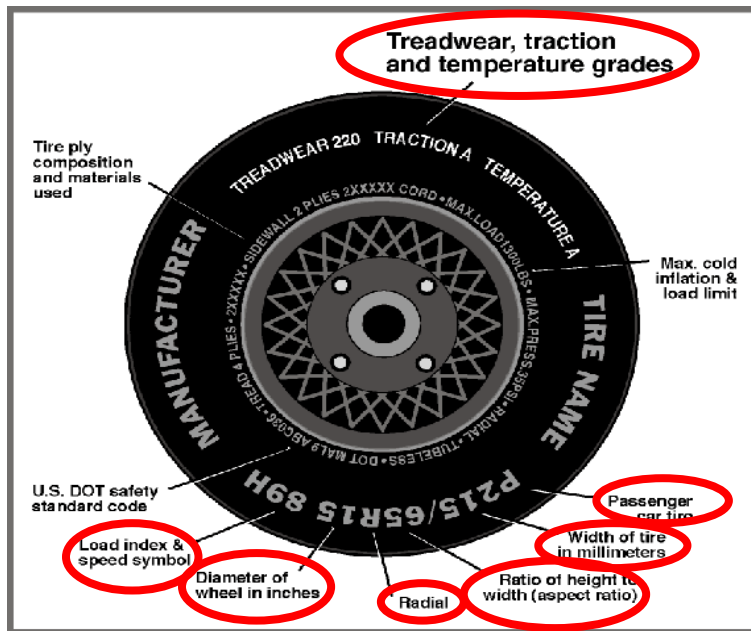 Treadwear, traction
and temperature grades
Tire ply
composition
and materials
used
TREADWEAR 220 TRACTION A TEMPERATURE A
SIDEWALL 2 PLIES 2XXXXX CORD • MAX.LOAD 1300LBS • MAX.PRESS.35PSI • RADIAL • TUBELESS • DOT MAL9 ABC036 • TREAD 4 PLIES • 2XXXXX •
Max. cold
inflation &
load limit
MANUFACTURER
TIRE NAME
P215/65R15 89H
U.S. DOT safety
standard code
Passenger
car tire
Load index &
speed symbol
Width of tire
in millimeters
Diameter of
wheel in inches
Radial
Ratio of height to
width (aspect ratio)